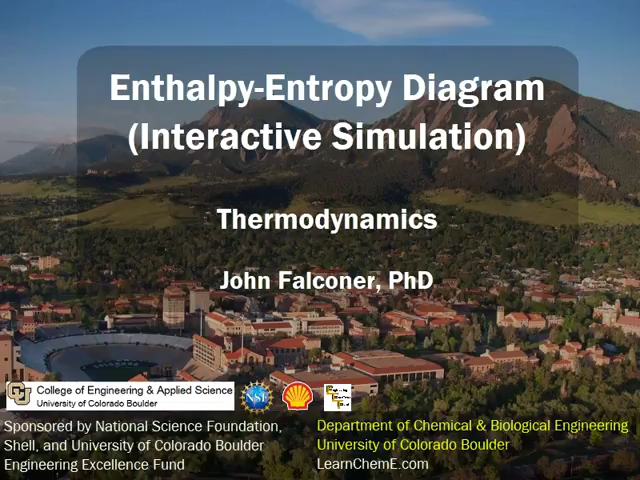 Enthalpy-Entropy Diagram
(Interactive Simulation)
Thermodynamics
John Falconer, PhD
CU
College of Engineering & Applied Science
University of Colorado Boulder
NSF
Sponsored by National Science Foundation,
Shell, and University of Colorado Boulder
Engineering Excellence Fund
Department of Chemical & Biological Engineering
University of Colorado Boulder
LearnChemE.com